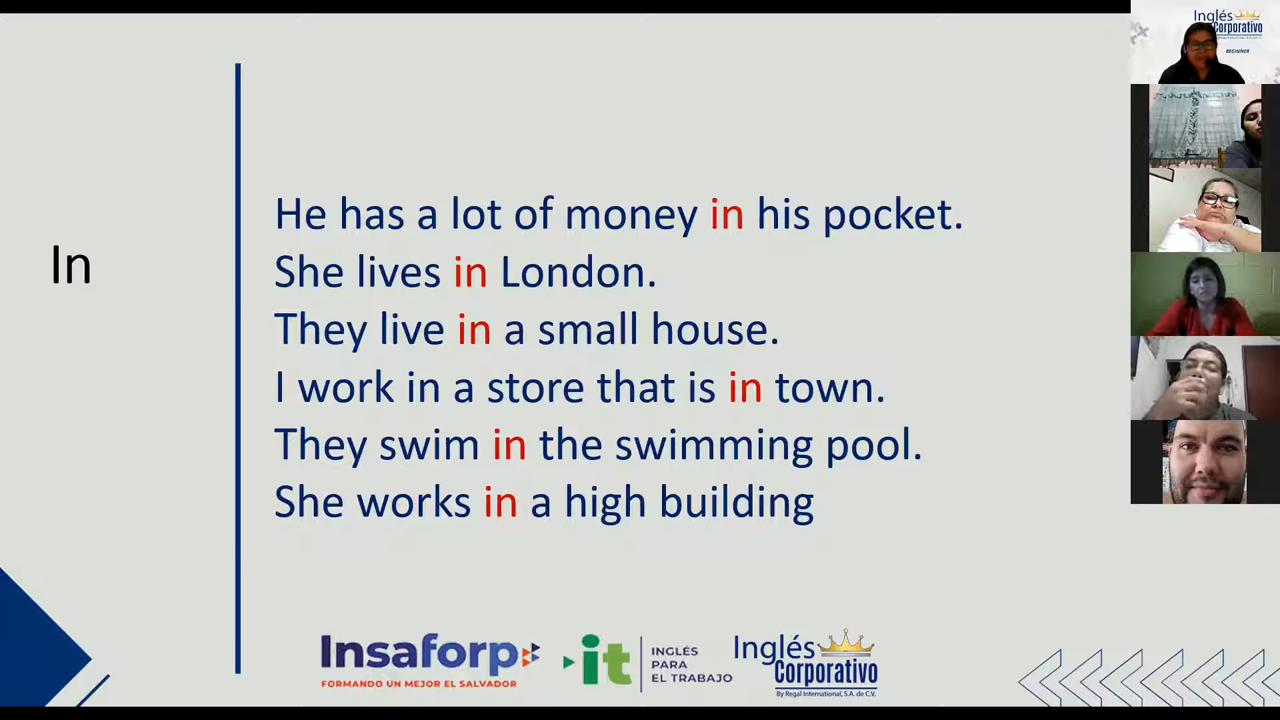 In
He has a lot of money in his pocket.
She lives in London.
They live in a small house.
I work in a store that is in town.
They swim in the swimming pool.
She works in a high building
Insaforp
FORMANDO UN MEJOR EL SALVADOR
it
INGLÉS
PARA
EL TRABAJO
Inglés
Corporativo
By Regal International, S.A. de C.V.
Inglés
Corporativo
BEGINNER